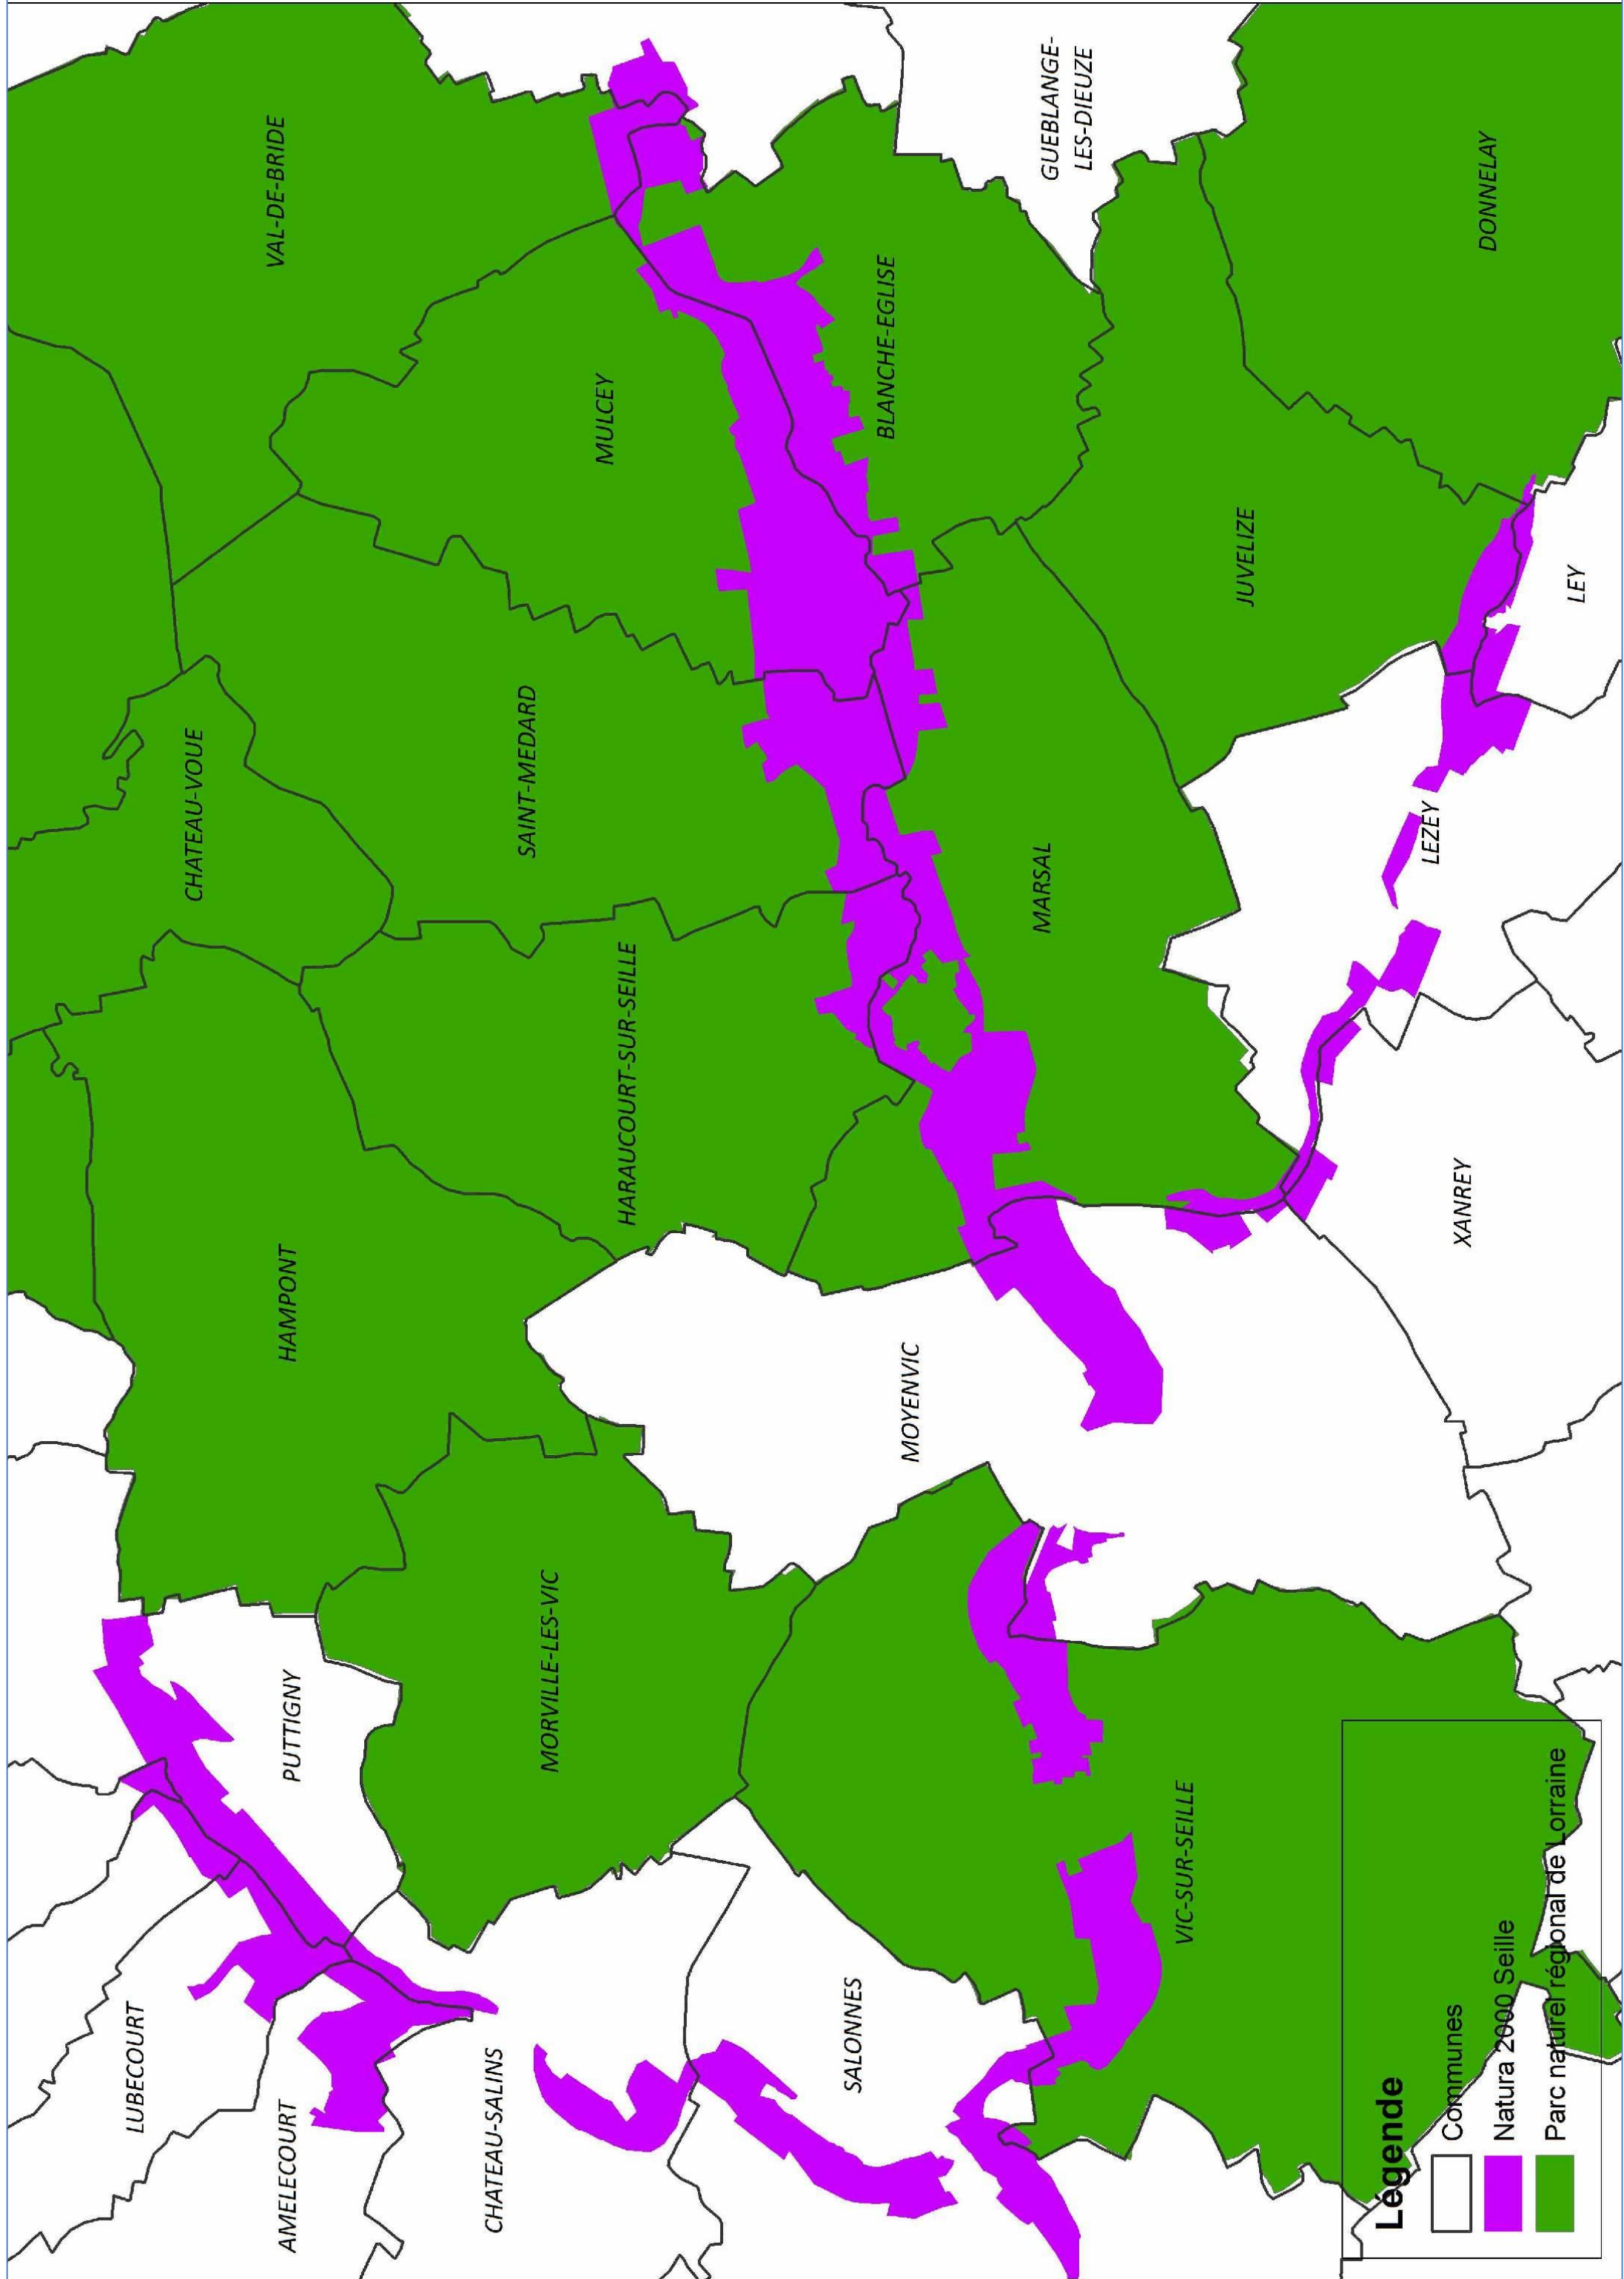 LUBECOURT
AMELECOURT
CHATEAU-SALINS
PUTTIGNY
MORVILLE-LES-VIC
HAMPONT
CHATEAU-VOUE
VAL-DE-BRIDE
SAINT-MEDARD
MULCEY
HARAUCOURT-SUR-SEILLE
BLANCHE-EGLISE
GUEBLANGE-
LES-DIEUZE
SALONNES
MOYENVIC
MARSAL
VIC-SUR-SEILLE
JUVELIZE
DONNELAY
LEZEY
LEY
XANREY
Légende
Communes
Natura 2000 Seille
Parc naturel régional de Lorraine